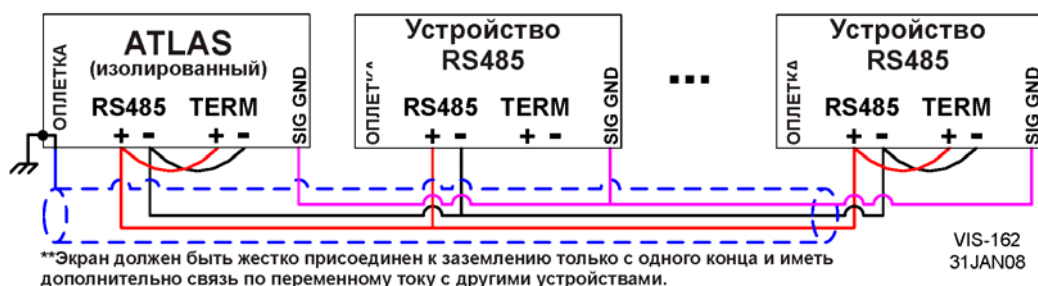 ATLAS
(изолированный)
ОПЛЕТКА
RS485 TERM
+ - + -
SIG GND
Устройство
RS485
ОПЛЕТКА
RS485 TERM
+ - + -
SIG GND
...
Устройство
RS485
ОПЛЕТКА
RS485 TERM
+ - + -
SIG GND
**Экран должен быть жестко присоединен к заземлению только с одного конца и иметь
дополнительно связь по переменному току с другими устройствами.
VIS-162
31JAN08